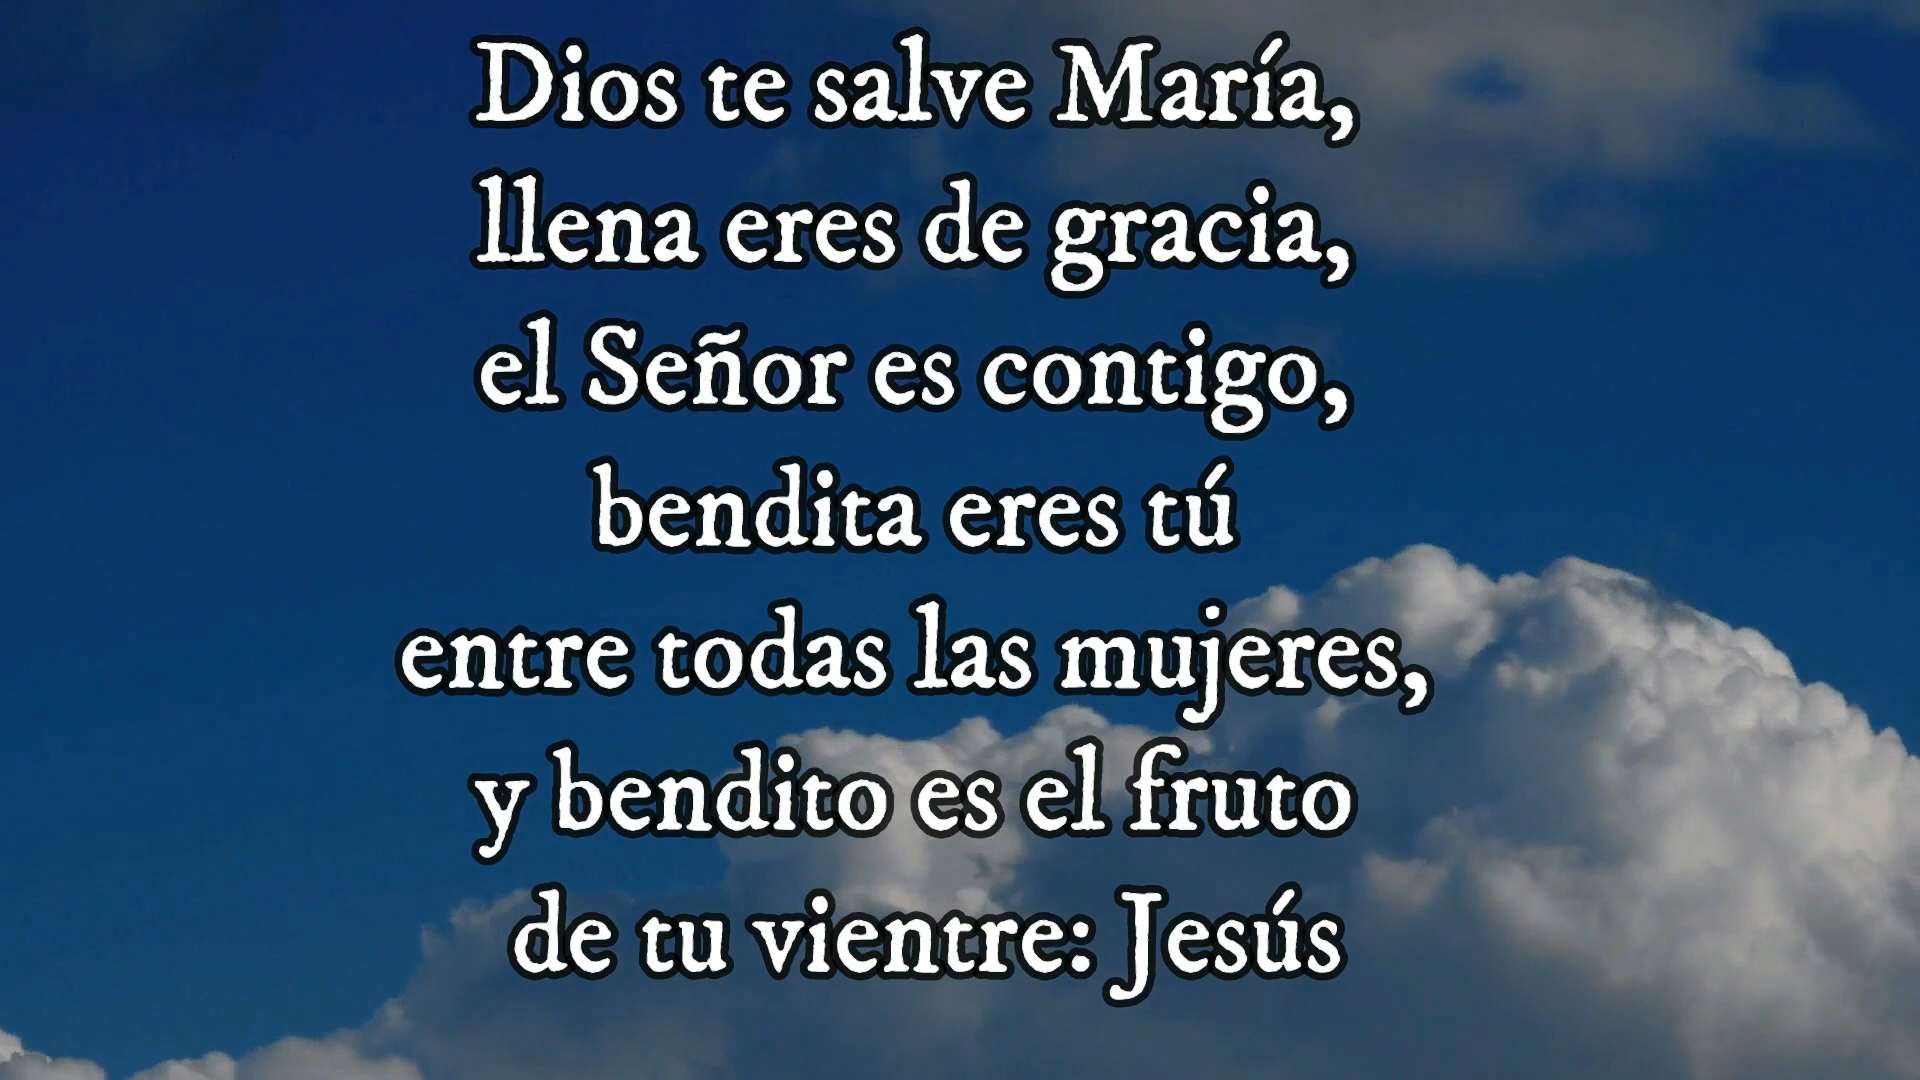 Dios te salve María,
llena eres de gracia,
el Señor es contigo,
bendita eres tú
entre todas las mujeres,
y bendito es el fruto
de tu vientre: Jesús